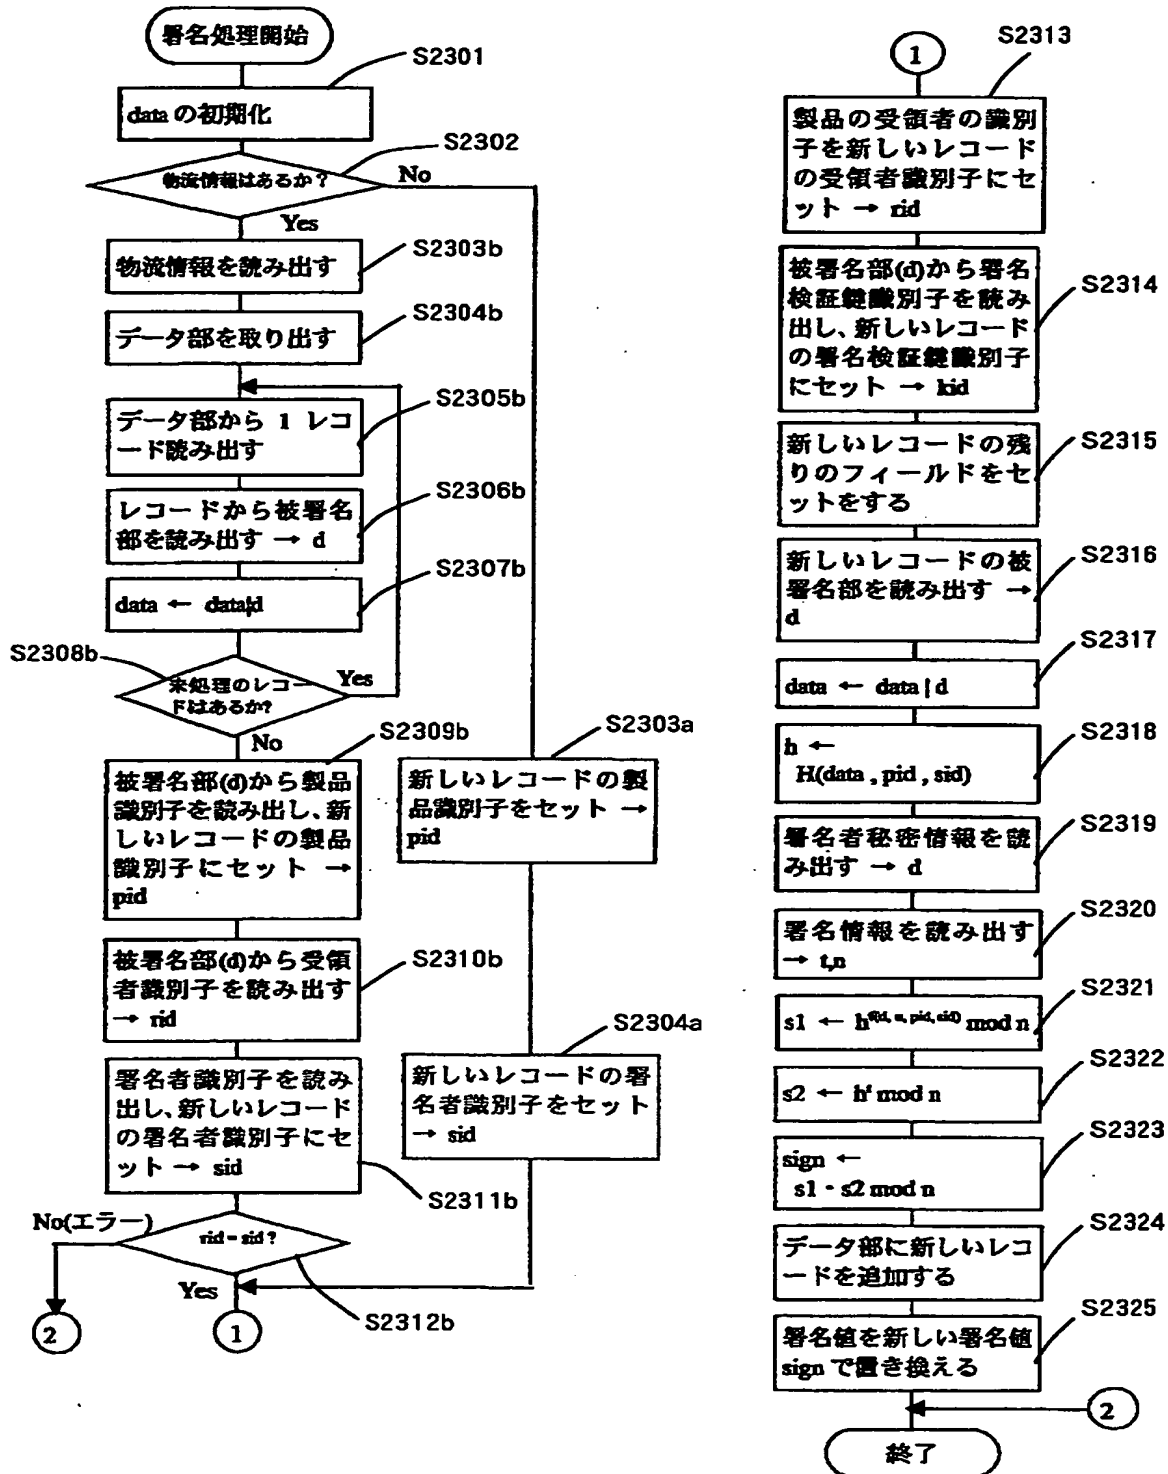 署名処理開始
S2301
dataの初期化
S2302
物流情報はあるか?
No
Yes
S2303b
物流情報を読み出す
S2304b
データ部を取り出す
S2305b
データ部から 1 レコ
ード読み出す
S2306b
レコードから被署名
部を読み出す → d
S2307b
data ← data|d
S2308b
未処理のレコー
ドはあるか?
Yes
No
S2309b
被署名部(d)から製品
識別子を読み出し、新
しいレコードの製品
識別子にセット →
pid
S2303a
新しいレコードの製
品識別子をセット →
pid
被署名部(d)から受領
者識別子を読み出す
→ rid
S2310b
S2304a
署名者識別子を読み
出し、新しいレコード
の署名者識別子にセ
ット → sid
新しいレコードの署
名者識別子をセット
→ sid
S2311b
No(エラー)
rid = sid ?
Yes
S2312b
2
1
1
S2313
製品の受領者の識別
子を新しいレコード
の受領者識別子にセ
ット → rid
S2314
被署名部(d)から署名
検証鍵識別子を読み
出し、新しいレコード
の署名検証鍵識別子
にセット → kid
S2315
新しいレコードの残
りのフィールドをセ
ットをする
S2316
新しいレコードの被
署名部を読み出す →
d
S2317
data ← data | d
S2318
h ←
H(data , pid , sid)
S2319
署名者秘密情報を読
み出す → d
S2320
署名情報を読み出す
→ t,n
S2321
s1 ← h^f(d, n, pid, sid) mod n
S2322
s2 ← h^t mod n
S2323
sign ←
s1・s2 mod n
S2324
データ部に新しいレコ
ードを追加する
S2325
署名値を新しい署名値
signで置き換える
2
終了